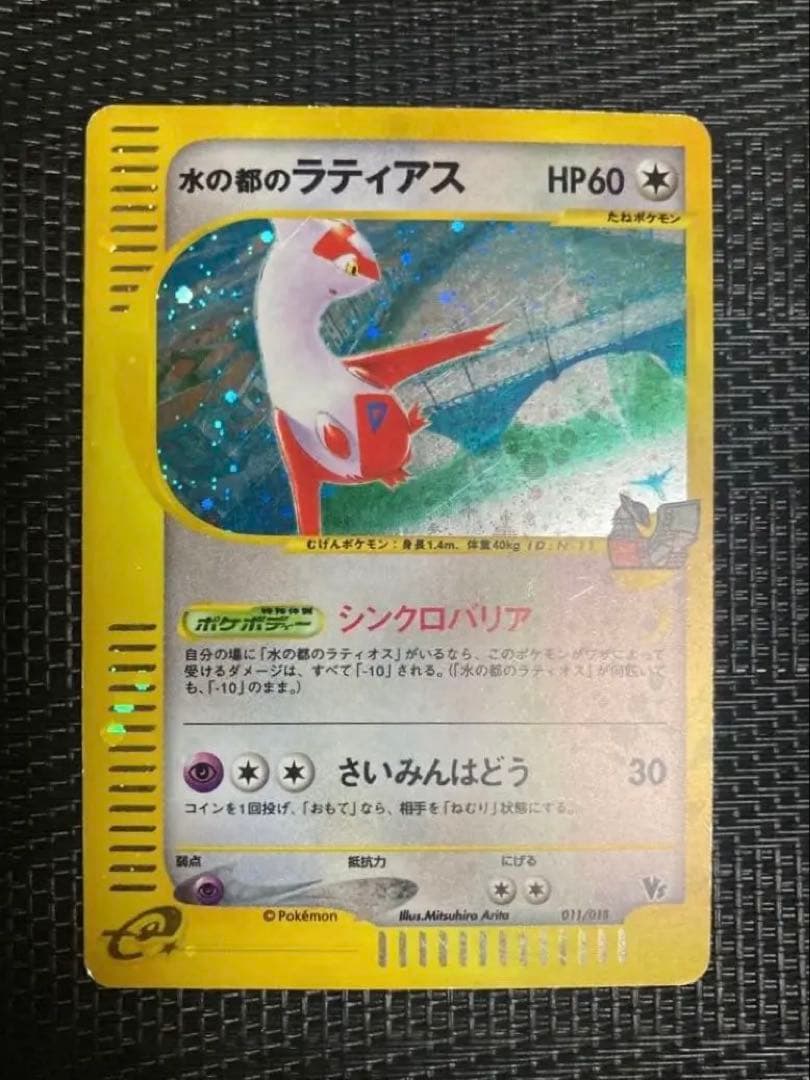 水の都のラティアス HP60
たねポケモン
むげんポケモン：身長1.4m、体重40kg ID:N-11
特殊体質
ポケボディー シンクロバリア
自分の場に「水の都のラティオス」がいるなら、このポケモンがワザによって
受けるダメージは、すべて「-10」される。（「水の都のラティオス」が何匹いて
も、「-10」のまま。）
さいみんはどう 30
コインを1回投げ、「おもて」なら、相手を「ねむり」状態にする。
弱点 抵抗力 にげる
©Pokémon Illus.Mitsuhiro Arita 011/018 VS
e